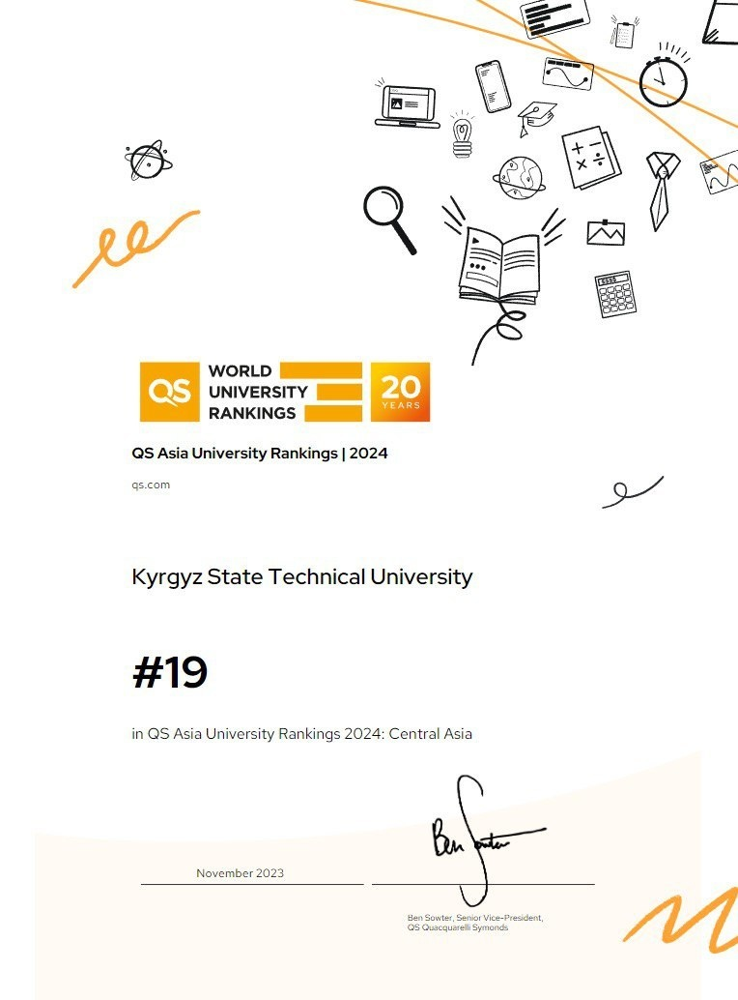 QS
WORLD
UNIVERSITY
RANKINGS
20
YEARS
QS Asia University Rankings | 2024
qs.com
Kyrgyz State Technical University
#19
in QS Asia University Rankings 2024: Central Asia
Ben Sowter
November 2023
Ben Sowter, Senior Vice-President,
QS Quacquarelli Symonds